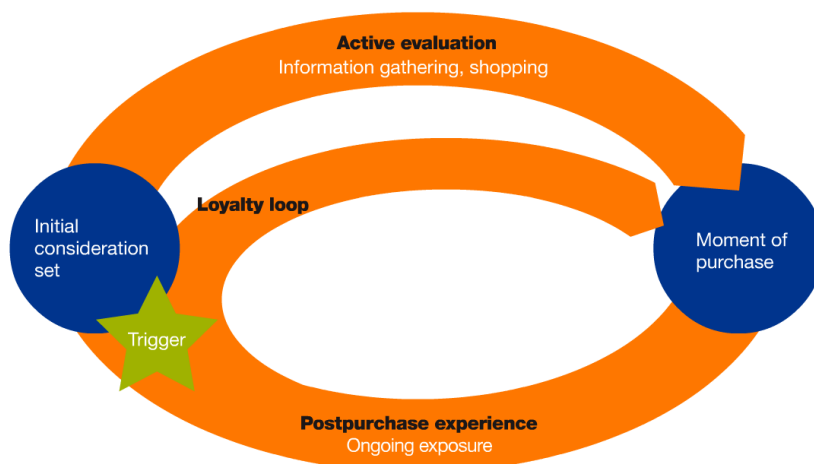 Active evaluation
Information gathering, shopping
Loyalty loop
Initial
consideration
set
Moment of
purchase
Trigger
Postpurchase experience
Ongoing exposure